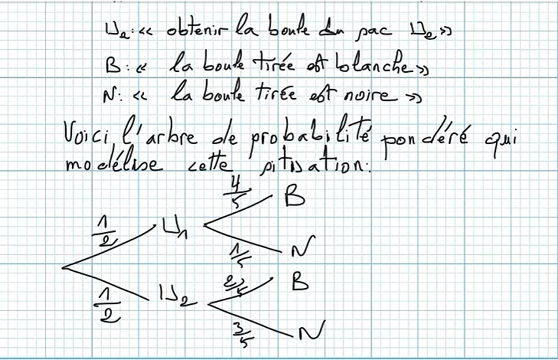 U₂: « obtenir la boule du sac U₂ »
B: « la boule tirée est blanche »
N: « la boule tirée est noire »
Voici l'arbre de probabilité pondéré qui
modélise cette situation:
4/5 B
1/2 U₁
1/5 N
2/5 B
1/2 U₂
3/5 N